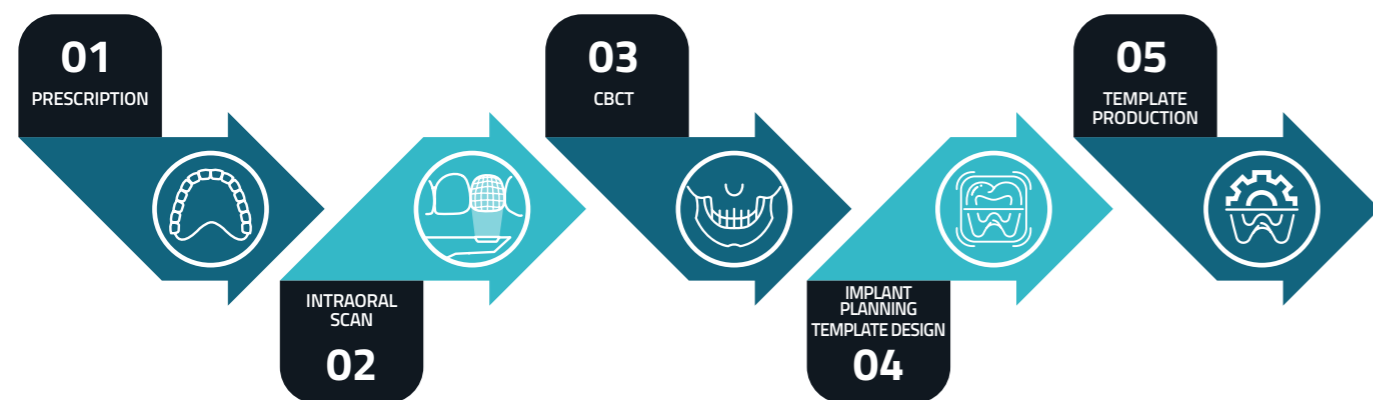 01
PRESCRIPTION
INTRAORAL
SCAN
02
03
CBCT
IMPLANT
PLANNING
TEMPLATE DESIGN
04
05
TEMPLATE
PRODUCTION